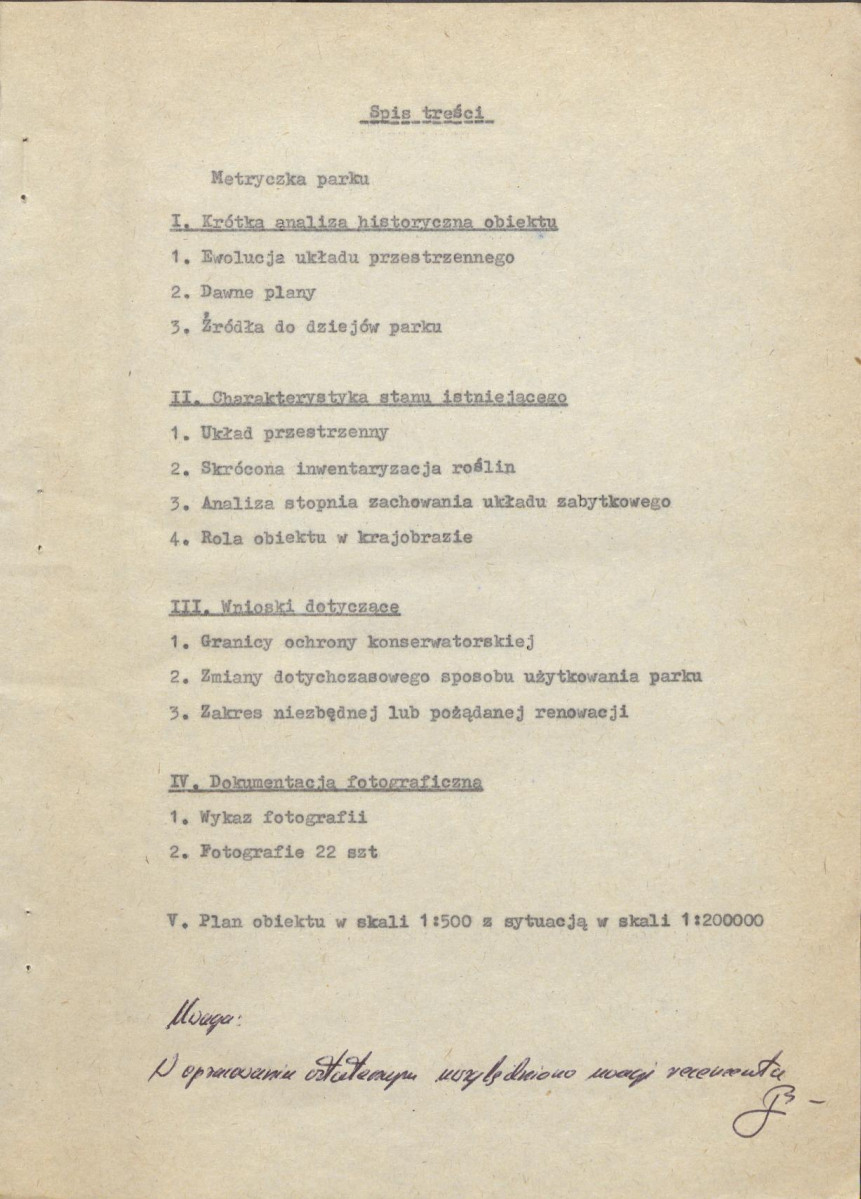 Spis treści
Metryczka parku
I. Krótka analiza historyczna obiektu
1. Ewolucja układu przestrzennego
2. Dawne plany
3. Źródła do dziejów parku
II. Charakterystyka stanu istniejącego
1. Układ przestrzenny
2. Skrócona inwentaryzacja roślin
3. Analiza stopnia zachowania układu zabytkowego
4. Rola obiektu w krajobrazie
III. Wnioski dotyczące
1. Granicy ochrony konserwatorskiej
2. Zmiany dotychczasowego sposobu użytkowania parku
3. Zakres niezbędnej lub pożądanej renowacji
IV. Dokumentacja fotograficzna
1. Wykaz fotografii
2. Fotografie 22 szt
V. Plan obiektu w skali 1:500 z sytuacją w skali 1:200000
Uwaga:
W opracowaniu ostatecznym uwzględniono uwagi recenzenta